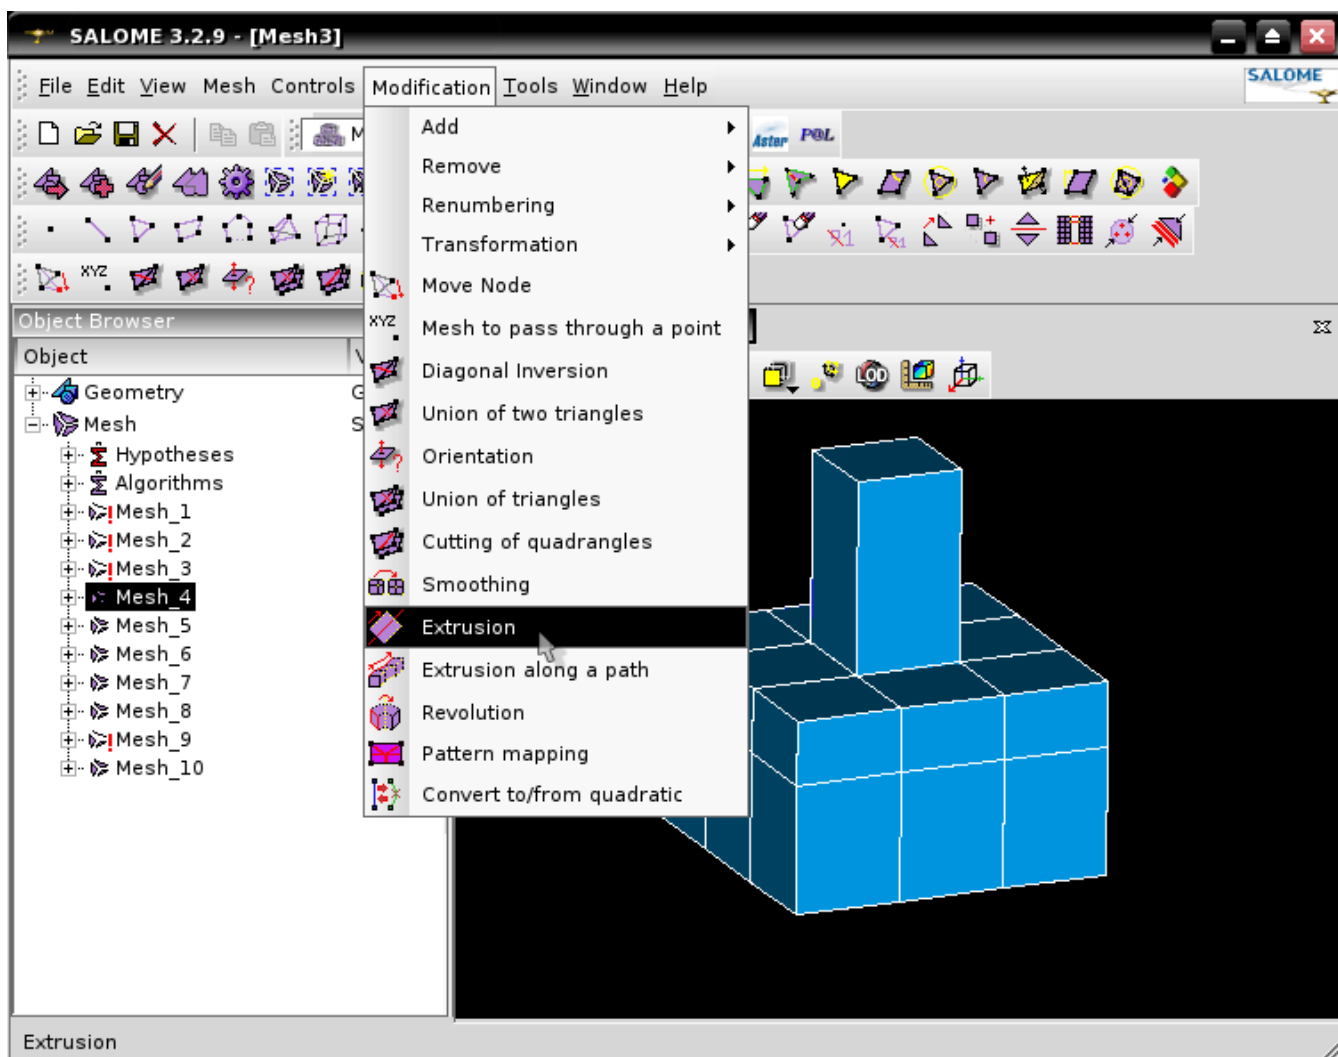 SALOME 3.2.9 - [Mesh3]
File Edit View Mesh Controls Modification Tools Window Help
SALOME
M
Aster P@L
Add
Remove
Renumbering
Transformation
Move Node
XYZ Mesh to pass through a point
Diagonal Inversion
Union of two triangles
Orientation
Union of triangles
Cutting of quadrangles
Smoothing
Extrusion
Extrusion along a path
Revolution
Pattern mapping
Convert to/from quadratic
XYZ
LOD
Object Browser
Object
Geometry G
Mesh S
Hypotheses
Algorithms
Mesh_1
Mesh_2
Mesh_3
Mesh_4
Mesh_5
Mesh_6
Mesh_7
Mesh_8
Mesh_9
Mesh_10
Extrusion